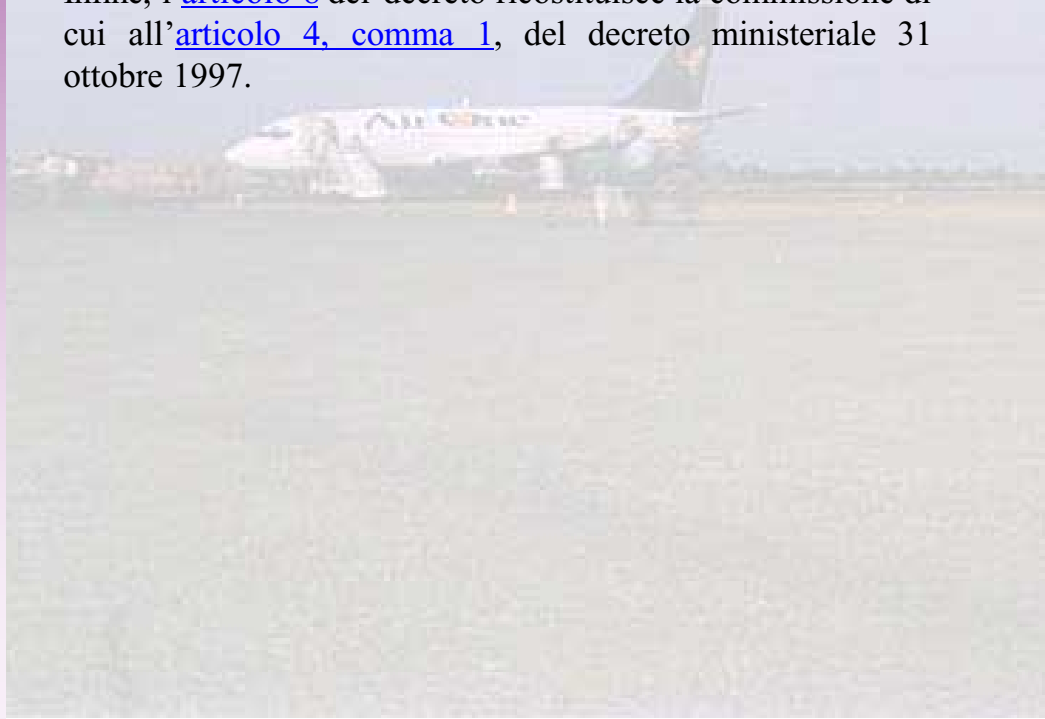 Infine, l'articolo 6 del decreto ricostituisce la commissione di
cui all'articolo 4, comma 1, del decreto ministeriale 31
ottobre 1997.